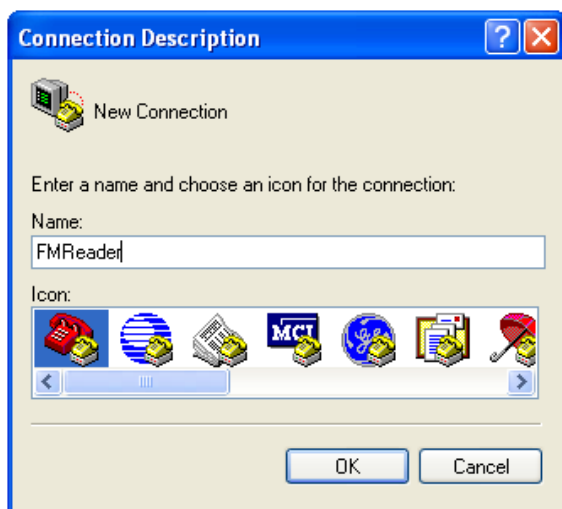 Connection Description
New Connection
Enter a name and choose an icon for the connection:
Name:
FMReader
Icon:
MCI
OK
Cancel